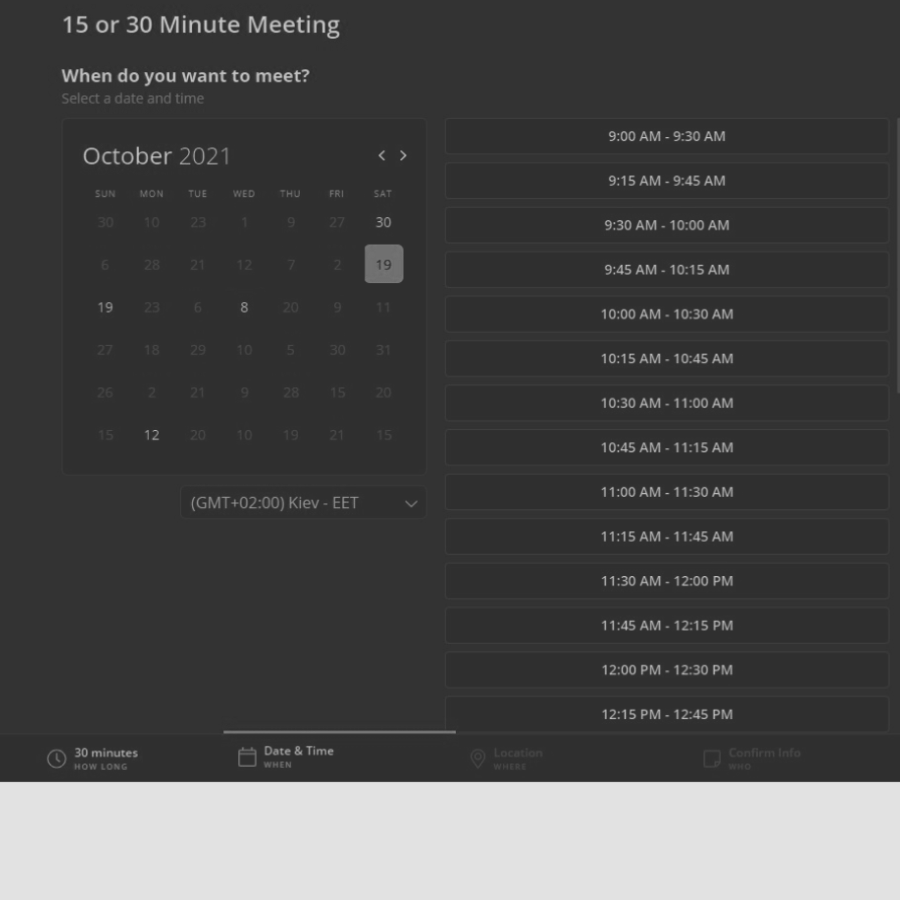 15 or 30 Minute Meeting
When do you want to meet?
Select a date and time
October 2021
SUN MON TUE WED THU FRI SAT
30 10 23 1 9 27 30
6 28 21 12 7 2 19
19 23 6 8 20 9 11
27 18 29 10 5 30 31
26 2 21 9 28 15 20
15 12 20 10 19 21 15
(GMT+02:00) Kiev - EET
9:00 AM - 9:30 AM
9:15 AM - 9:45 AM
9:30 AM - 10:00 AM
9:45 AM - 10:15 AM
10:00 AM - 10:30 AM
10:15 AM - 10:45 AM
10:30 AM - 11:00 AM
10:45 AM - 11:15 AM
11:00 AM - 11:30 AM
11:15 AM - 11:45 AM
11:30 AM - 12:00 PM
11:45 AM - 12:15 PM
12:00 PM - 12:30 PM
12:15 PM - 12:45 PM
30 minutes
HOW LONG
Date & Time
WHEN
Location
WHERE
Confirm Info
WHO